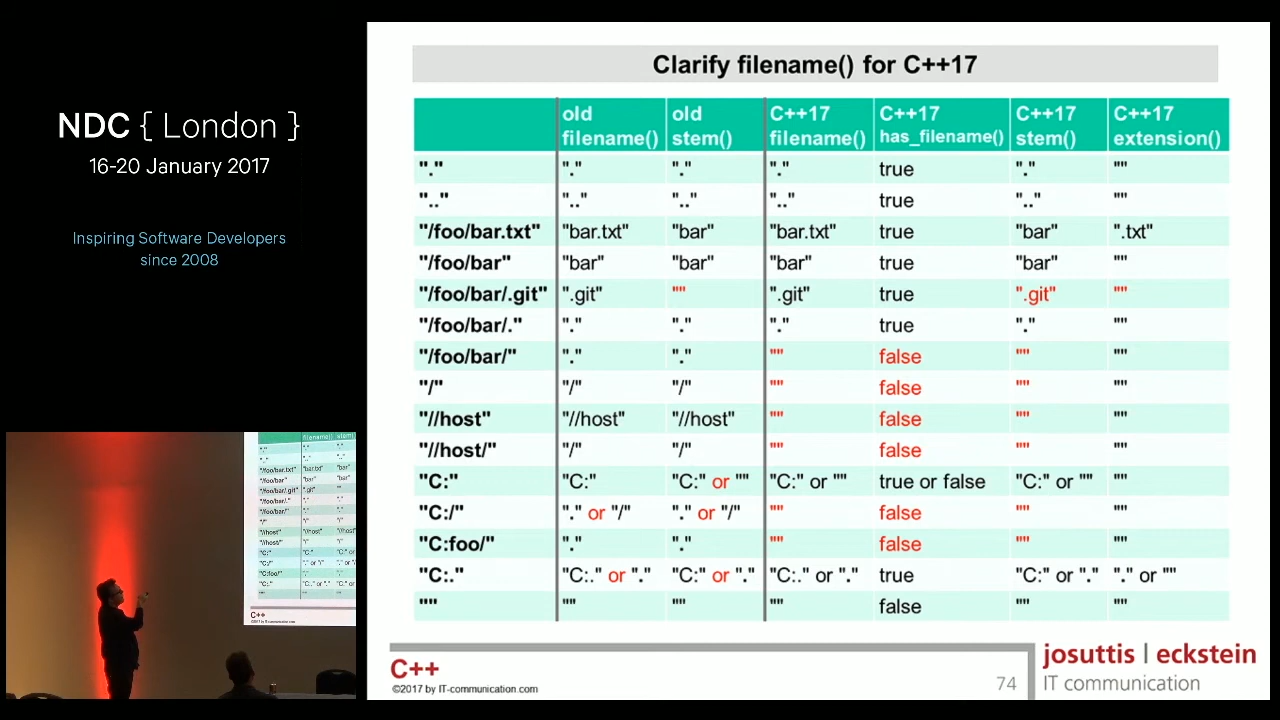 NDC { London }
16-20 January 2017
Inspiring Software Developers
since 2008
Clarify filename() for C++17
old filename() old stem() C++17 filename() C++17 has_filename() C++17 stem() C++17 extension()
"." "." "." "." true "." ""
".." ".." ".." ".." true ".." ""
"/foo/bar.txt" "bar.txt" "bar" "bar.txt" true "bar" ".txt"
"/foo/bar" "bar" "bar" "bar" true "bar" ""
"/foo/bar/.git" ".git" "" ".git" true ".git" ""
"/foo/bar/." "." "." "." true "." ""
"/foo/bar/" "." "." "" false "" ""
"/" "/" "/" "" false "" ""
"//host" "//host" "//host" "" false "" ""
"//host/" "/" "/" "" false "" ""
"C:" "C:" "C:" or "" "C:" or "" true or false "C:" or "" ""
"C:/" "." or "/" "." or "/" "" false "" ""
"C:foo/" "." "." "" false "" ""
"C:." "C:." or "." "C:" or "." "C:." or "." true "C:" or "." "." or ""
"" "" "" "" false "" ""
C++
©2017 by IT-communication.com
74
josuttis | eckstein
IT communication